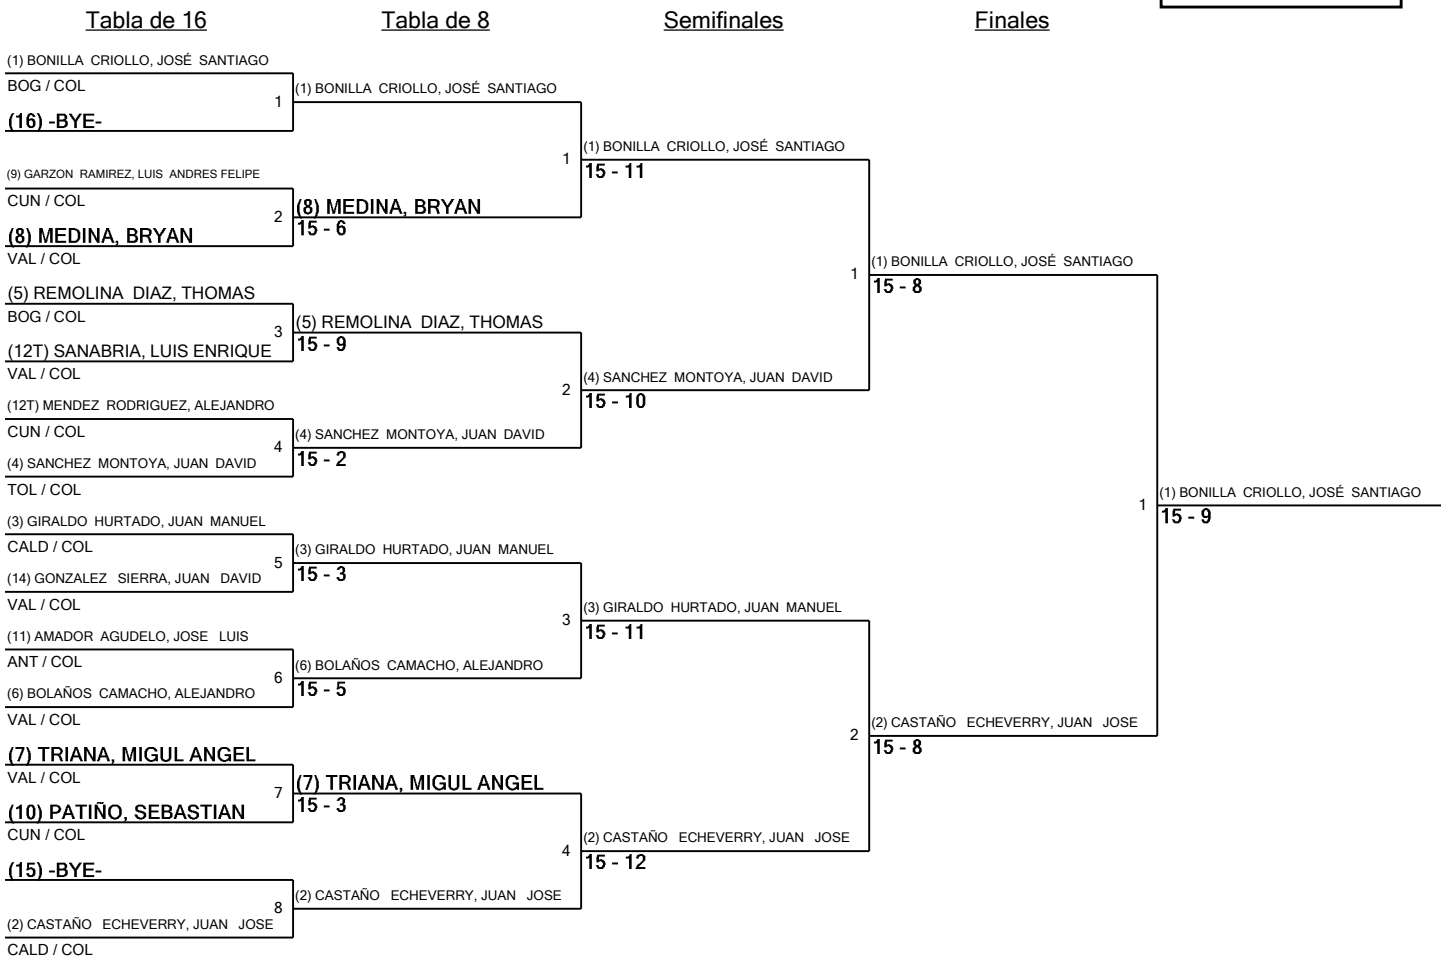 Tabla de 16
Tabla de 8
Semifinales
Finales
(1) BONILLA CRIOLLO, JOSÉ SANTIAGO
BOG / COL
1
(16) -BYE-
(9) GARZON RAMIREZ, LUIS ANDRES FELIPE
CUN / COL
2
(8) MEDINA, BRYAN
VAL / COL
(5) REMOLINA DIAZ, THOMAS
BOG / COL
3
(12T) SANABRIA, LUIS ENRIQUE
VAL / COL
(12T) MENDEZ RODRIGUEZ, ALEJANDRO
CUN / COL
4
(4) SANCHEZ MONTOYA, JUAN DAVID
TOL / COL
(3) GIRALDO HURTADO, JUAN MANUEL
CALD / COL
5
(14) GONZALEZ SIERRA, JUAN DAVID
VAL / COL
(11) AMADOR AGUDELO, JOSE LUIS
ANT / COL
6
(6) BOLAÑOS CAMACHO, ALEJANDRO
VAL / COL
(7) TRIANA, MIGUL ANGEL
VAL / COL
7
(10) PATIÑO, SEBASTIAN
CUN / COL
(15) -BYE-
8
(2) CASTAÑO ECHEVERRY, JUAN JOSE
CALD / COL
(1) BONILLA CRIOLLO, JOSÉ SANTIAGO
1
(8) MEDINA, BRYAN
15 - 6
(5) REMOLINA DIAZ, THOMAS
15 - 9
2
(4) SANCHEZ MONTOYA, JUAN DAVID
15 - 2
(3) GIRALDO HURTADO, JUAN MANUEL
15 - 3
3
(6) BOLAÑOS CAMACHO, ALEJANDRO
15 - 5
(7) TRIANA, MIGUL ANGEL
15 - 3
4
(2) CASTAÑO ECHEVERRY, JUAN JOSE
(1) BONILLA CRIOLLO, JOSÉ SANTIAGO
15 - 11
1
(4) SANCHEZ MONTOYA, JUAN DAVID
15 - 10
(3) GIRALDO HURTADO, JUAN MANUEL
15 - 11
2
(2) CASTAÑO ECHEVERRY, JUAN JOSE
15 - 12
(1) BONILLA CRIOLLO, JOSÉ SANTIAGO
15 - 8
1
(2) CASTAÑO ECHEVERRY, JUAN JOSE
15 - 8
(1) BONILLA CRIOLLO, JOSÉ SANTIAGO
15 - 9